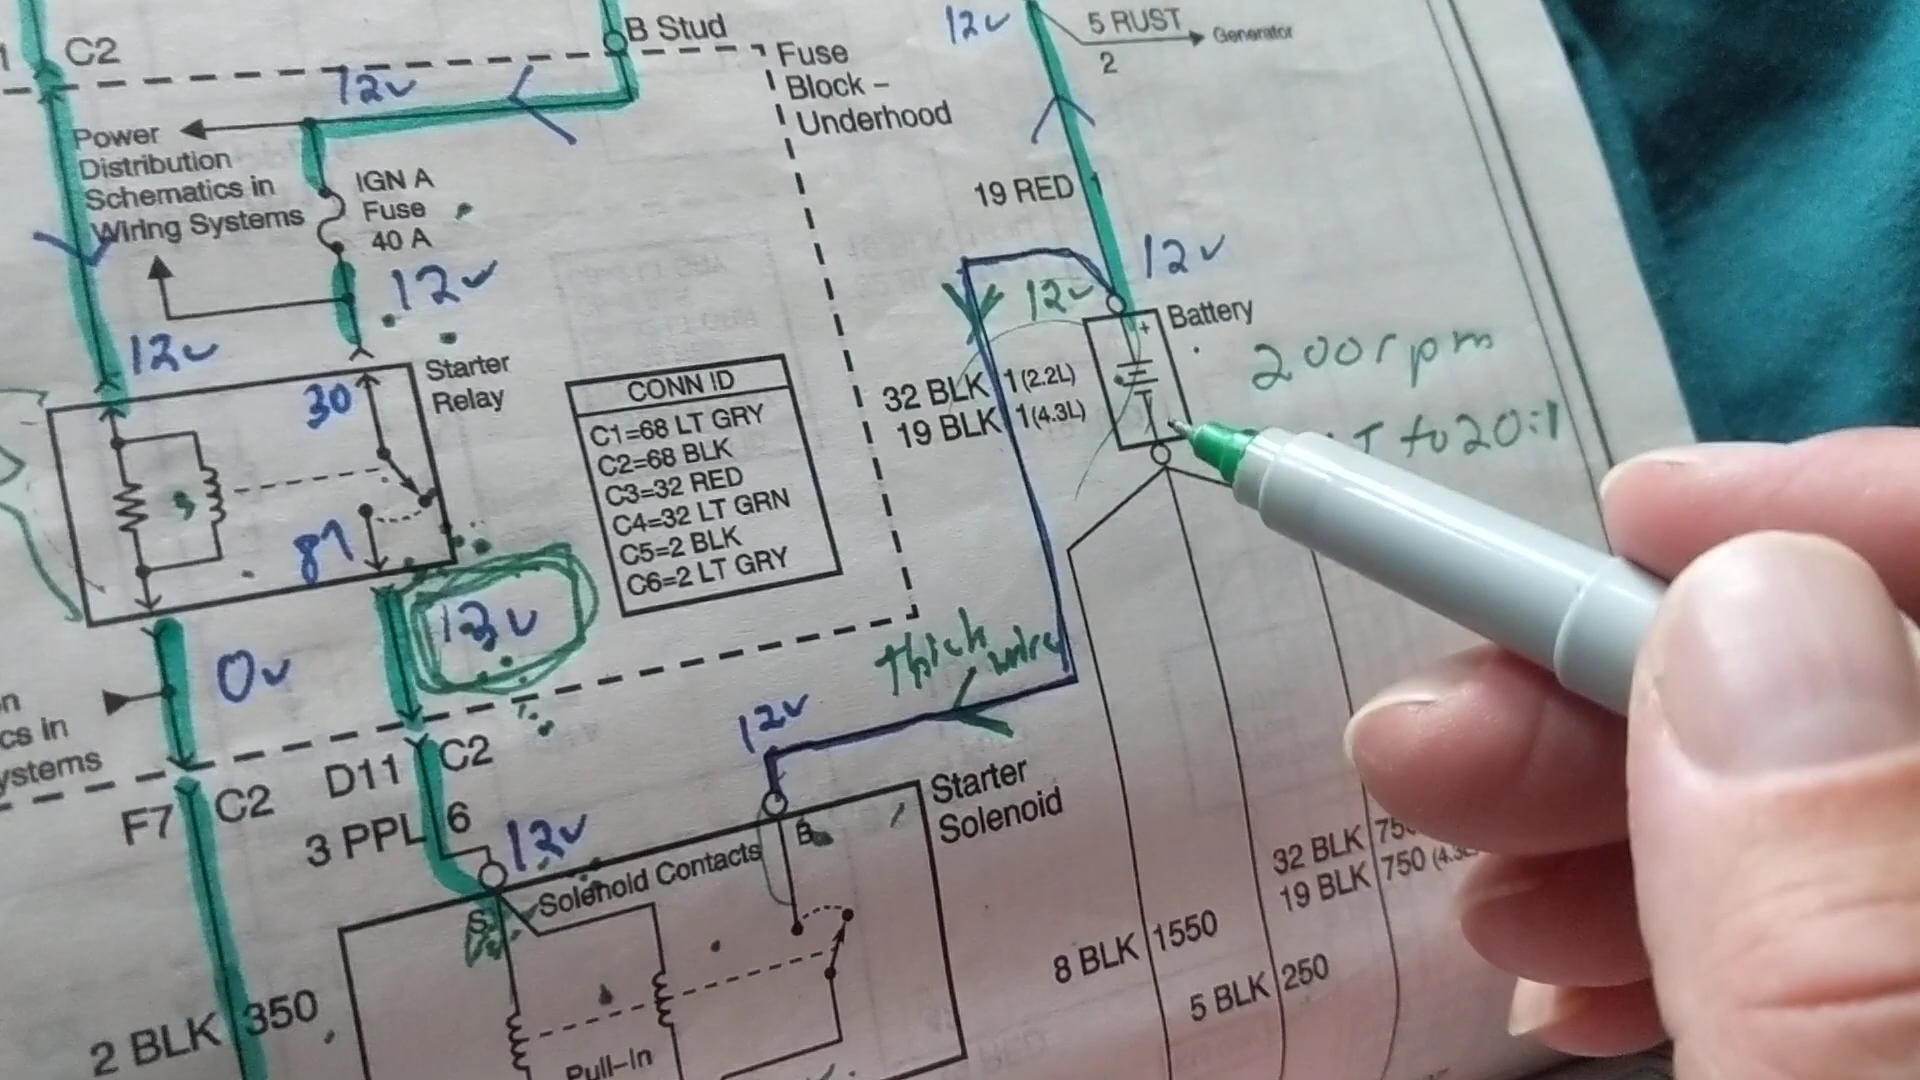 C2
B Stud
12v
5 RUST
2
Generator
Fuse
Block –
Underhood
12v
Power
Distribution
Schematics in
Wiring Systems
IGN A
Fuse
40 A
19 RED 1
12v
12v
12v
12v
Battery
+
Starter
Relay
30
87
200rpm
to 20:1
32 BLK 1 (2.2L)
19 BLK 1 (4.3L)
CONN ID
C1=68 LT GRY
C2=68 BLK
C3=32 RED
C4=32 LT GRN
C5=2 BLK
C6=2 LT GRY
0v
Thick wire
12v
cs in
ystems
F7 C2
D11 C2
3 PPL 6
12v
Starter
Solenoid
B
Solenoid Contacts
S
32 BLK
19 BLK 750
8 BLK 1550
5 BLK 250
2 BLK 350
Pull–In